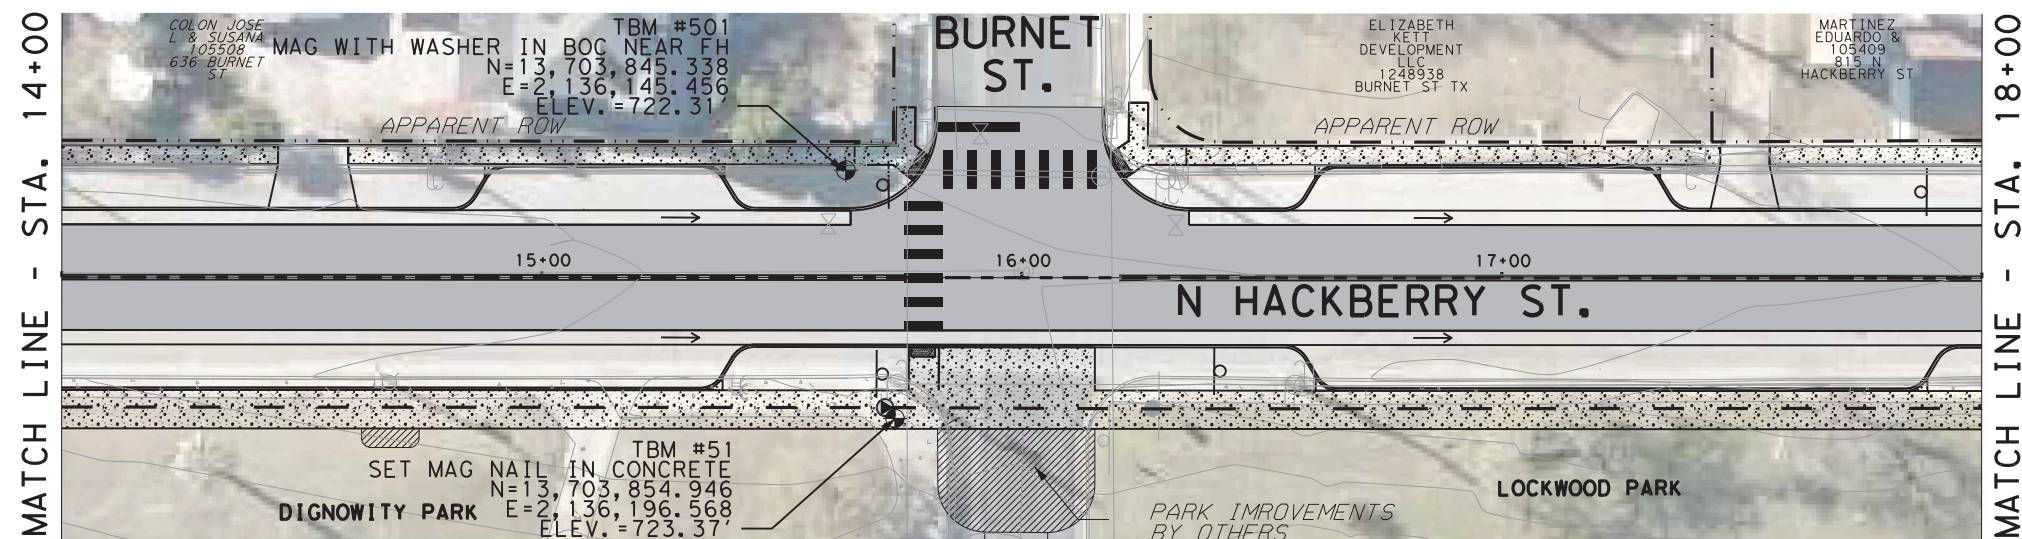 MATCH LINE - STA. 14+00
COLON JOSE
L & SUSANA
105508
636 BURNET
ST
TBM #501
MAG WITH WASHER IN BOC NEAR FH
N=13,703,845.338
E=2,136,145.456
ELEV.=722.31'
APPARENT ROW
BURNET
ST.
ELIZABETH
KETT
DEVELOPMENT
LLC
1248938
BURNET ST TX
APPARENT ROW
MARTINEZ
EDUARDO &
105409
815 N
HACKBERRY ST
15+00
16+00
17+00
N HACKBERRY ST.
TBM #51
SET MAG NAIL IN CONCRETE
N=13,703,854.946
E=2,136,196.568
ELEV.=723.37'
DIGNOWITY PARK
PARK IMPROVEMENTS
BY OTHERS
LOCKWOOD PARK
MATCH LINE - STA. 18+00